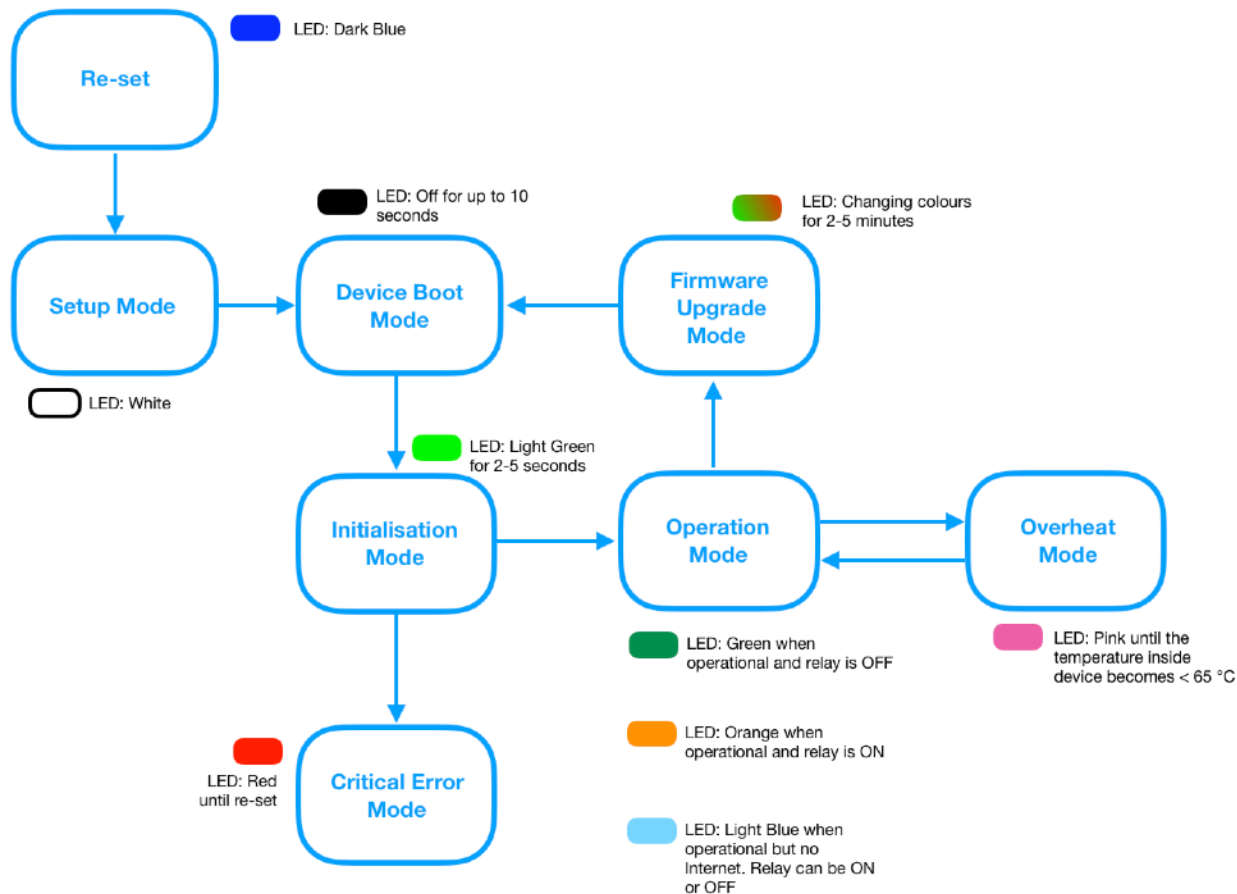 LED: Dark Blue
Re-set
LED: Off for up to 10
seconds
LED: Changing colours
for 2-5 minutes
Setup Mode
Device Boot
Mode
Firmware
Upgrade
Mode
LED: White
LED: Light Green
for 2-5 seconds
Initialisation
Mode
Operation
Mode
Overheat
Mode
LED: Green when
operational and relay is OFF
LED: Pink until the
temperature inside
device becomes < 65 °C
LED: Orange when
operational and relay is ON
LED: Red
until re-set
Critical Error
Mode
LED: Light Blue when
operational but no
Internet. Relay can be ON
or OFF